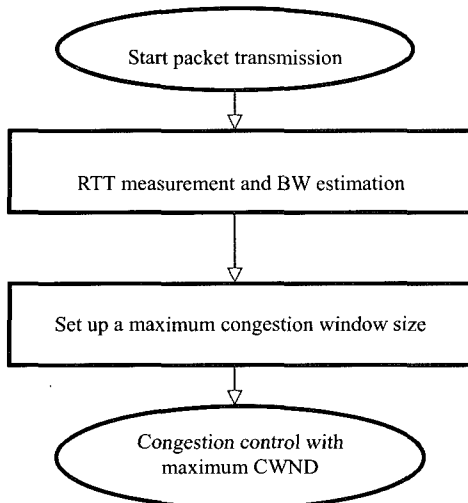 Start packet transmission
RTT measurement and BW estimation
Set up a maximum congestion window size
Congestion control with
maximum CWND